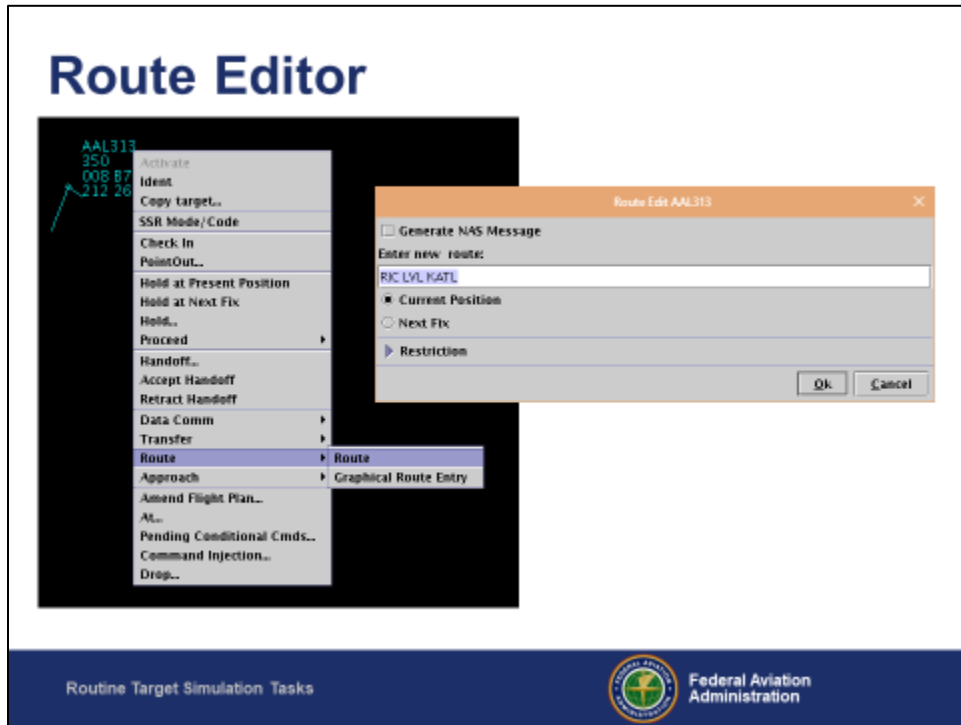 Route Editor
AAL313
350
008 B7
212 26
Activate
Ident
Copy target...
SSR Mode/Code
Check In
PointOut...
Hold at Present Position
Hold at Next Fix
Hold...
Proceed
Handoff...
Accept Handoff
Retract Handoff
Data Comm
Transfer
Route
Approach
Amend Flight Plan...
At...
Pending Conditional Cmds...
Command Injection...
Drop...
Route
Graphical Route Entry
Route Edit AAL313
Generate NAS Message
Enter new route:
RIC LVL KATL
Current Position
Next Fix
Restriction
Ok
Cancel
Routine Target Simulation Tasks
Federal Aviation
Administration